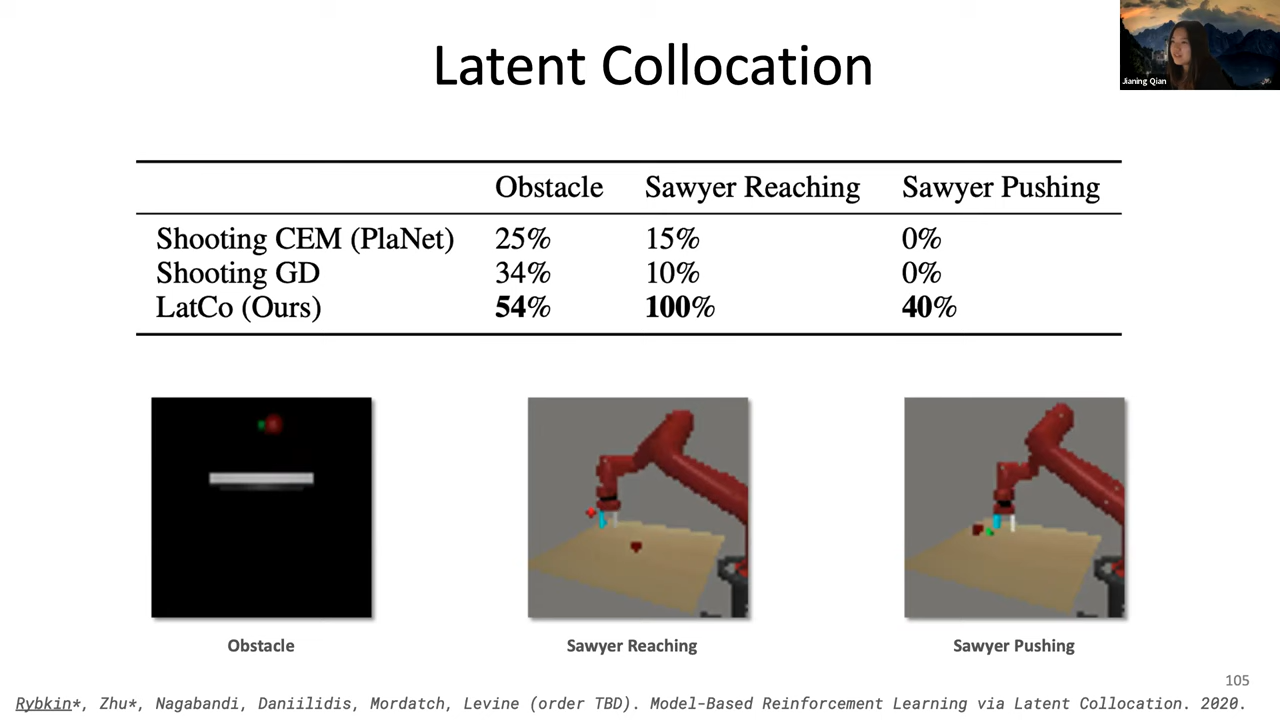 Latent Collocation
Jianing Qian
Obstacle Sawyer Reaching Sawyer Pushing
Shooting CEM (PlaNet) 25% 15% 0%
Shooting GD 34% 10% 0%
LatCo (Ours) 54% 100% 40%
Obstacle Sawyer Reaching Sawyer Pushing
105
Rybkin*, Zhu*, Nagabandi, Daniilidis, Mordatch, Levine (order TBD). Model-Based Reinforcement Learning via Latent Collocation. 2020.